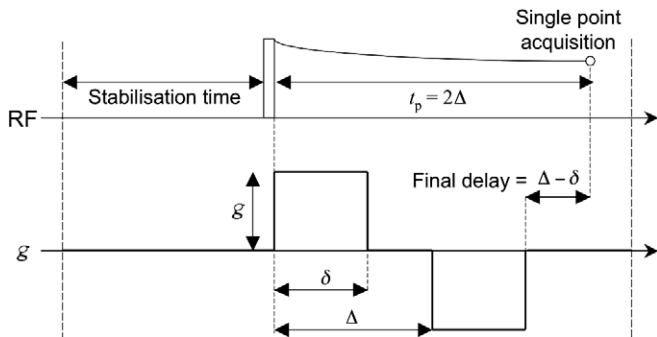 Single point
acquisition
Stabilisation time
t_p = 2Δ
RF
Final delay = Δ – δ
g
g
δ
Δ